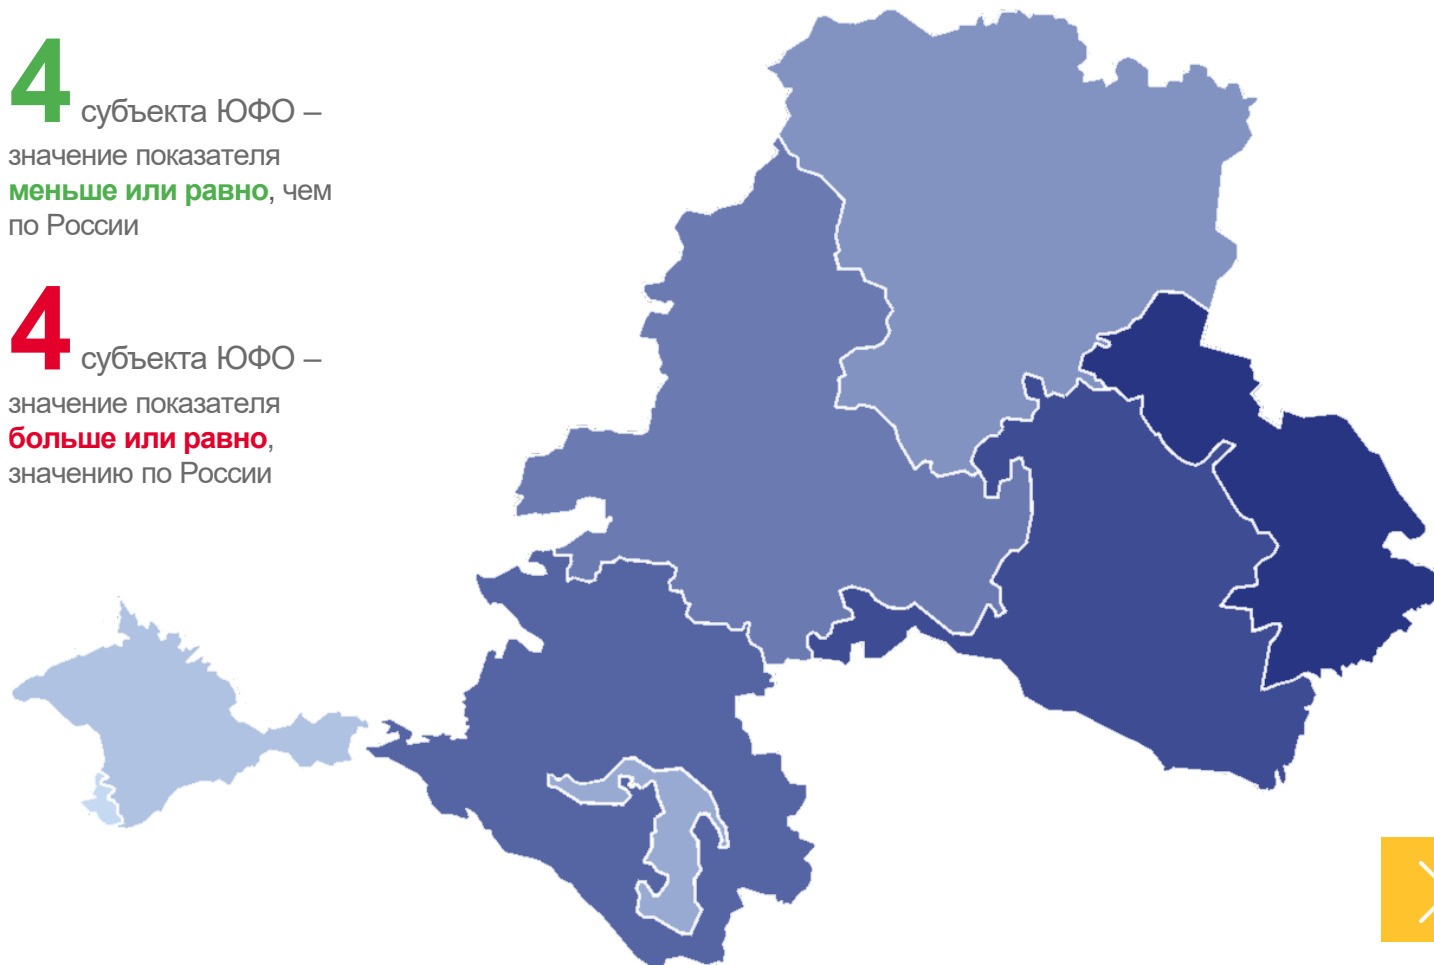 4 субъекта ЮФО –
значение показателя
меньше или равно, чем
по России
4 субъекта ЮФО –
значение показателя
больше или равно,
значению по России